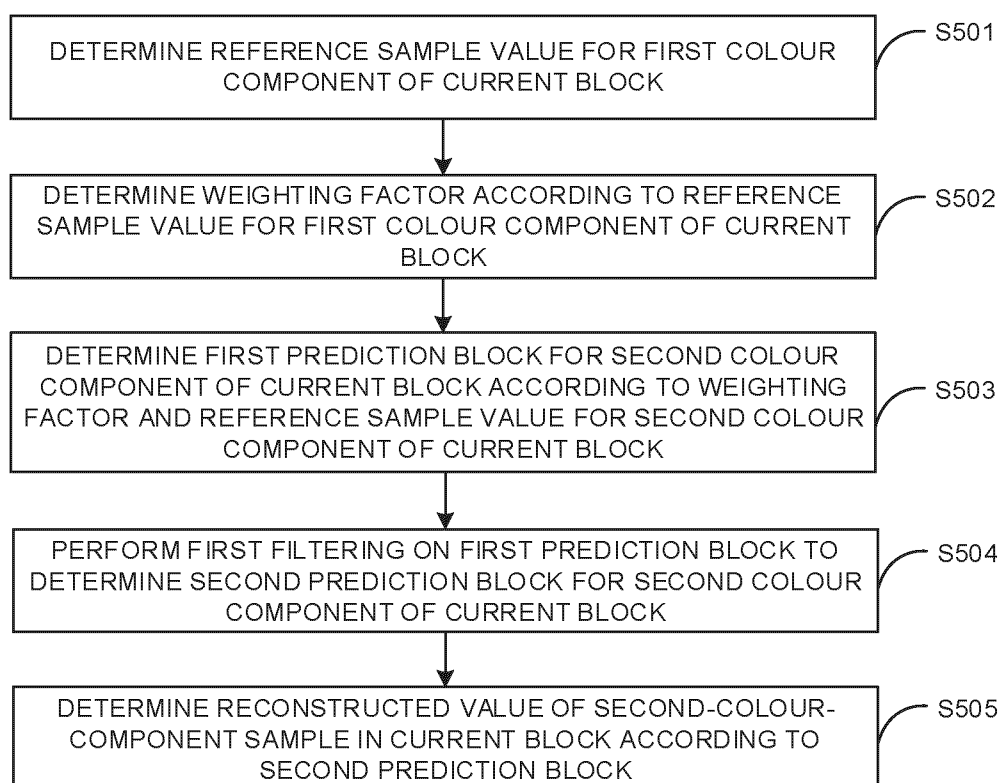 DETERMINE REFERENCE SAMPLE VALUE FOR FIRST COLOUR
COMPONENT OF CURRENT BLOCK
S501
DETERMINE WEIGHTING FACTOR ACCORDING TO REFERENCE
SAMPLE VALUE FOR FIRST COLOUR COMPONENT OF CURRENT
BLOCK
S502
DETERMINE FIRST PREDICTION BLOCK FOR SECOND COLOUR
COMPONENT OF CURRENT BLOCK ACCORDING TO WEIGHTING
FACTOR AND REFERENCE SAMPLE VALUE FOR SECOND COLOUR
COMPONENT OF CURRENT BLOCK
S503
PERFORM FIRST FILTERING ON FIRST PREDICTION BLOCK TO
DETERMINE SECOND PREDICTION BLOCK FOR SECOND COLOUR
COMPONENT OF CURRENT BLOCK
S504
DETERMINE RECONSTRUCTED VALUE OF SECOND-COLOUR-
COMPONENT SAMPLE IN CURRENT BLOCK ACCORDING TO
SECOND PREDICTION BLOCK
S505